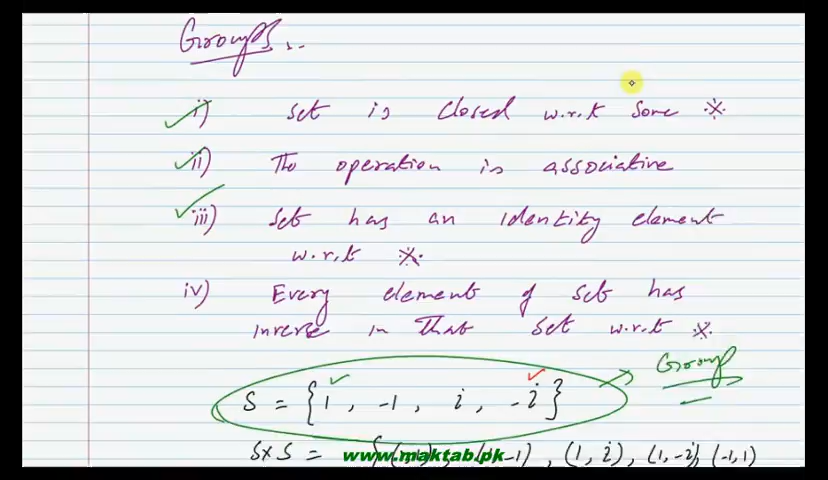 Groups:-
i) Set is closed w.r.t some ※
ii) The operation is associative
iii) Set has an identity element
w.r.t ※.
iv) Every element of set has
inverse in that set w.r.t ※
Group
S = {1, -1, i, -i}
S×S = , (1, i), (1, -i), (-1, 1)
www.maktab.pk